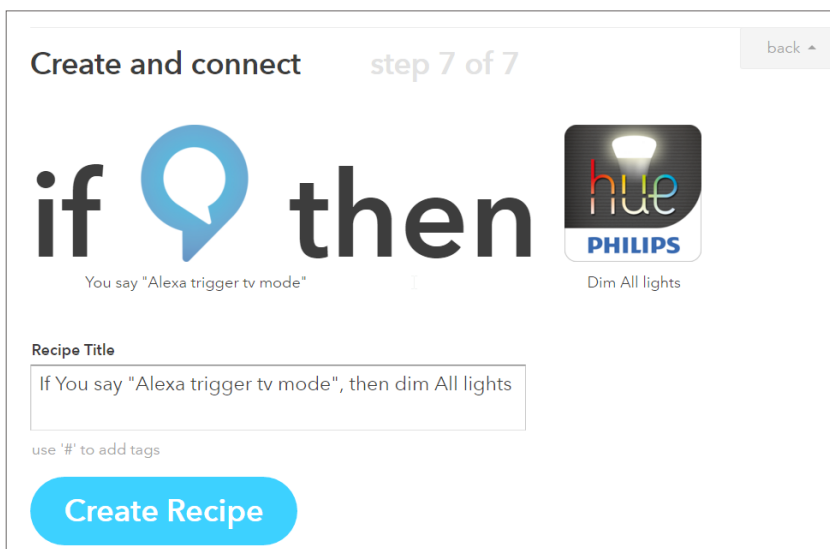 back
Create and connect step 7 of 7
if then
hue
PHILIPS
You say "Alexa trigger tv mode" Dim All lights
Recipe Title
If You say "Alexa trigger tv mode", then dim All lights
use '#' to add tags
Create Recipe